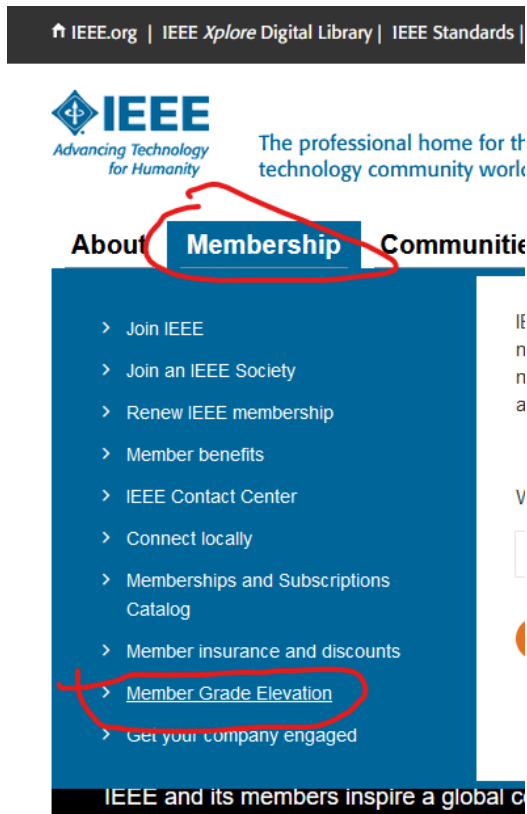 IEEE.org | IEEE Xplore Digital Library | IEEE Standards |
IEEE
Advancing Technology
for Humanity
The professional home for th
technology community worl
About Membership Communitie
> Join IEEE
> Join an IEEE Society
> Renew IEEE membership
> Member benefits
> IEEE Contact Center
> Connect locally
> Memberships and Subscriptions
Catalog
> Member insurance and discounts
> Member Grade Elevation
> Get your company engaged
IEEE and its members inspire a global c